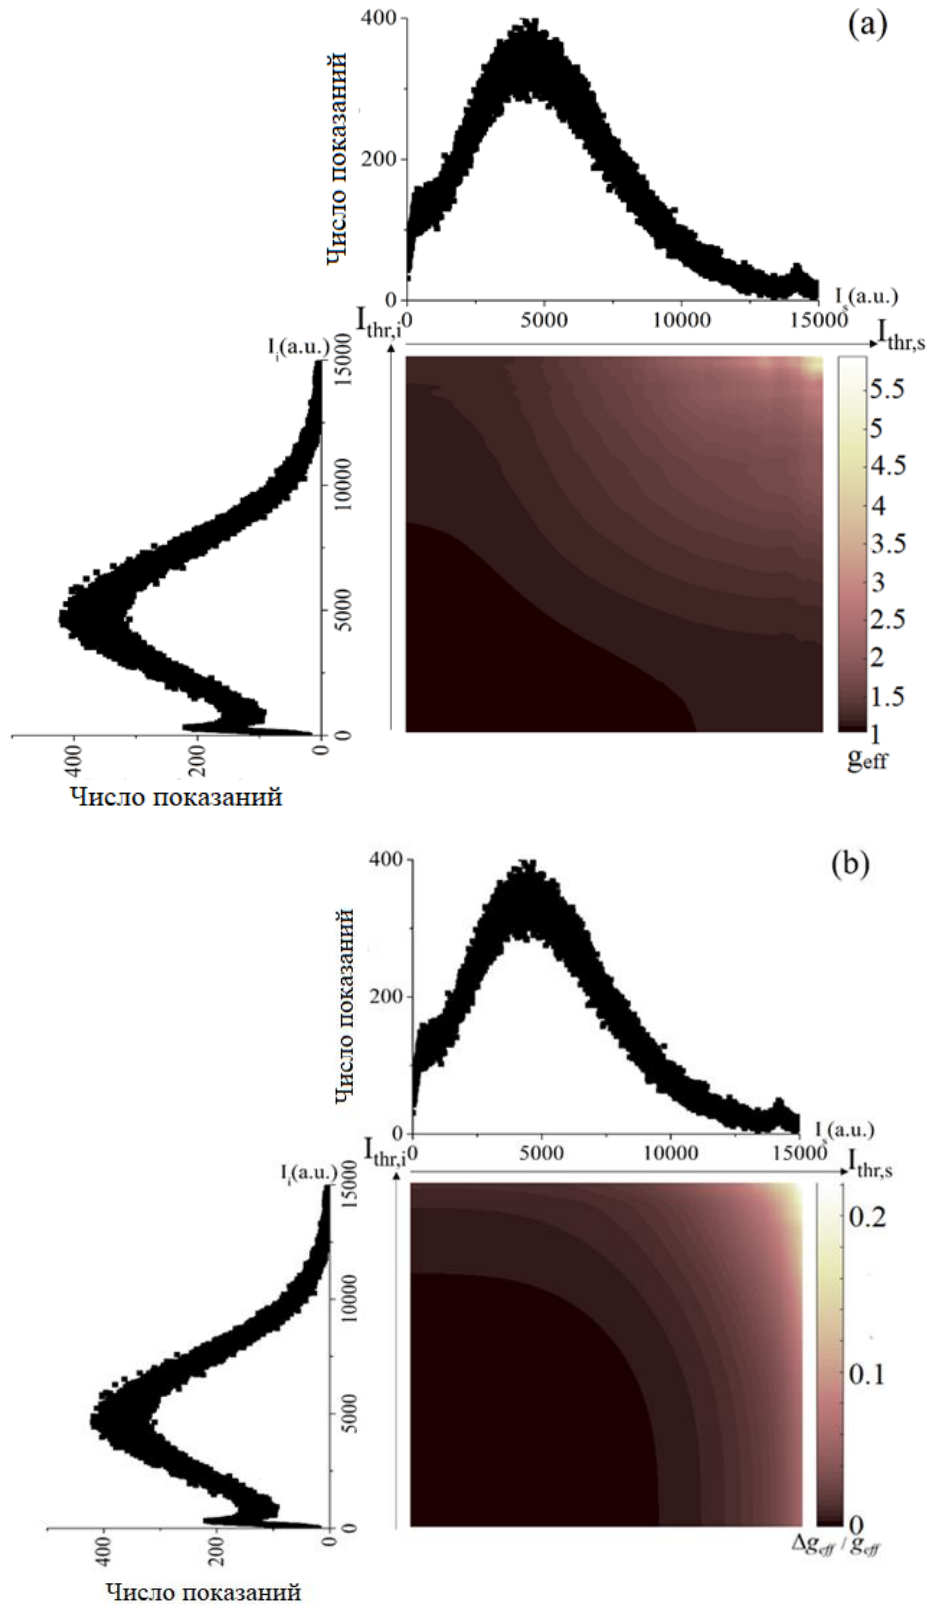 (a)
400
200
0
Число показаний
0
5000
10000
15000
I_s(a.u.)
I_thr,i
I_thr,s
I_i(a.u.)
15000
10000
5000
0
400
200
0
Число показаний
5.5
5
4.5
4
3.5
3
2.5
2
1.5
1
g_eff
(b)
400
200
0
Число показаний
0
5000
10000
15000
I_s(a.u.)
I_thr,i
I_thr,s
I_i(a.u.)
15000
10000
5000
0
400
200
0
Число показаний
0.2
0.1
0
Δg_eff / g_eff